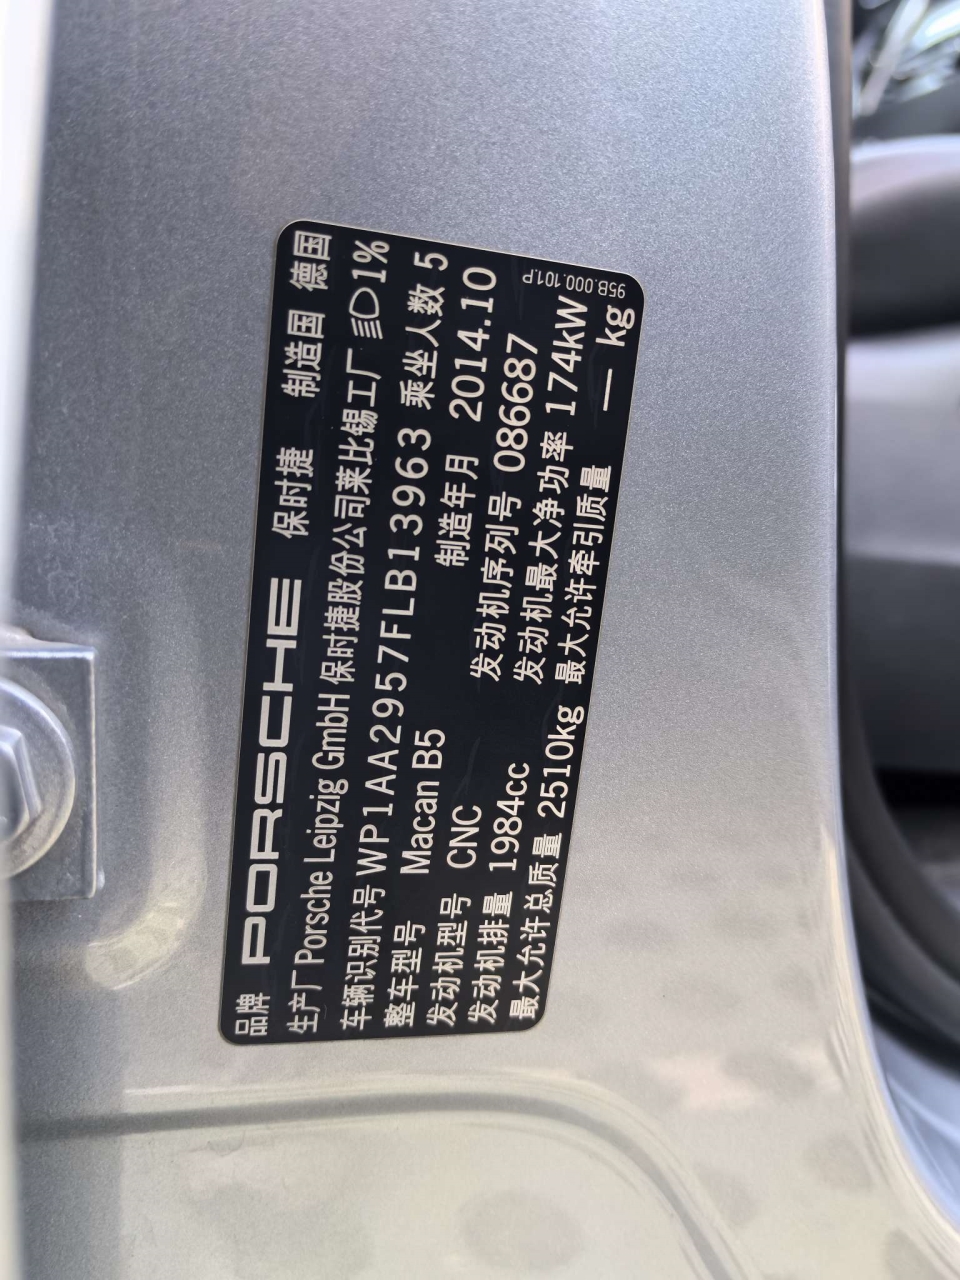 品牌 PORSCHE 保时捷 制造国 德国
生产厂 Porsche Leipzig GmbH 保时捷股份公司莱比锡工厂 1%
车辆识别代号 WP1AA2957FLB13963 乘坐人数 5
整车型号 Macan B5 制造年月 2014.10
发动机型号 CNC 发动机序列号 086687
发动机排量 1984cc 发动机最大净功率 174kW
最大允许总质量 2510kg 最大允许牵引质量 — kg
95B.000.101.P